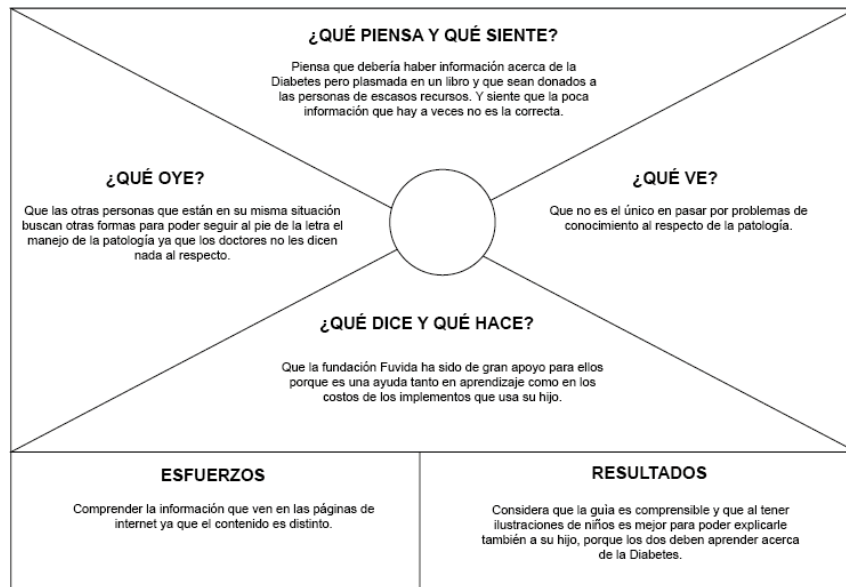 ¿QUÉ PIENSA Y QUÉ SIENTE?
Piensa que debería haber información acerca de la
Diabetes pero plasmada en un libro y que sean donados a
las personas de escasos recursos. Y siente que la poca
información que hay a veces no es la correcta.
¿QUÉ OYE?
Que las otras personas que están en su misma situación
buscan otras formas para poder seguir al pie de la letra el
manejo de la patología ya que los doctores no les dicen
nada al respecto.
¿QUÉ VE?
Que no es el único en pasar por problemas de
conocimiento al respecto de la patología.
¿QUÉ DICE Y QUÉ HACE?
Que la fundación Fuvida ha sido de gran apoyo para ellos
porque es una ayuda tanto en aprendizaje como en los
costos de los implementos que usa su hijo.
ESFUERZOS
Comprender la información que ven en las páginas de
internet ya que el contenido es distinto.
RESULTADOS
Considera que la guìa es comprensible y que al tener
ilustraciones de niños es mejor para poder explicarle
también a su hijo, porque los dos deben aprender acerca
de la Diabetes.